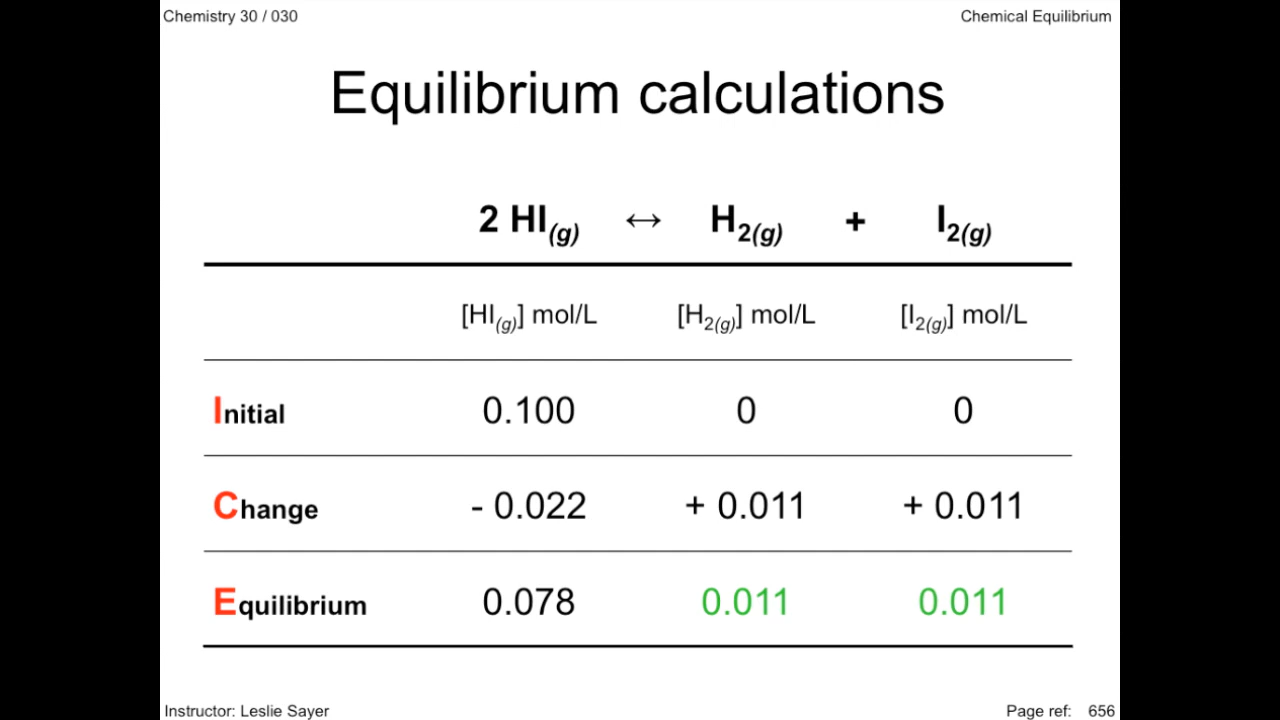 Chemistry 30 / 030 Chemical Equilibrium
Equilibrium calculations
2 HI(g) ↔ H2(g) + I2(g)
[HI(g)] mol/L [H2(g)] mol/L [I2(g)] mol/L
Initial 0.100 0 0
Change - 0.022 + 0.011 + 0.011
Equilibrium 0.078 0.011 0.011
Instructor: Leslie Sayer Page ref: 656